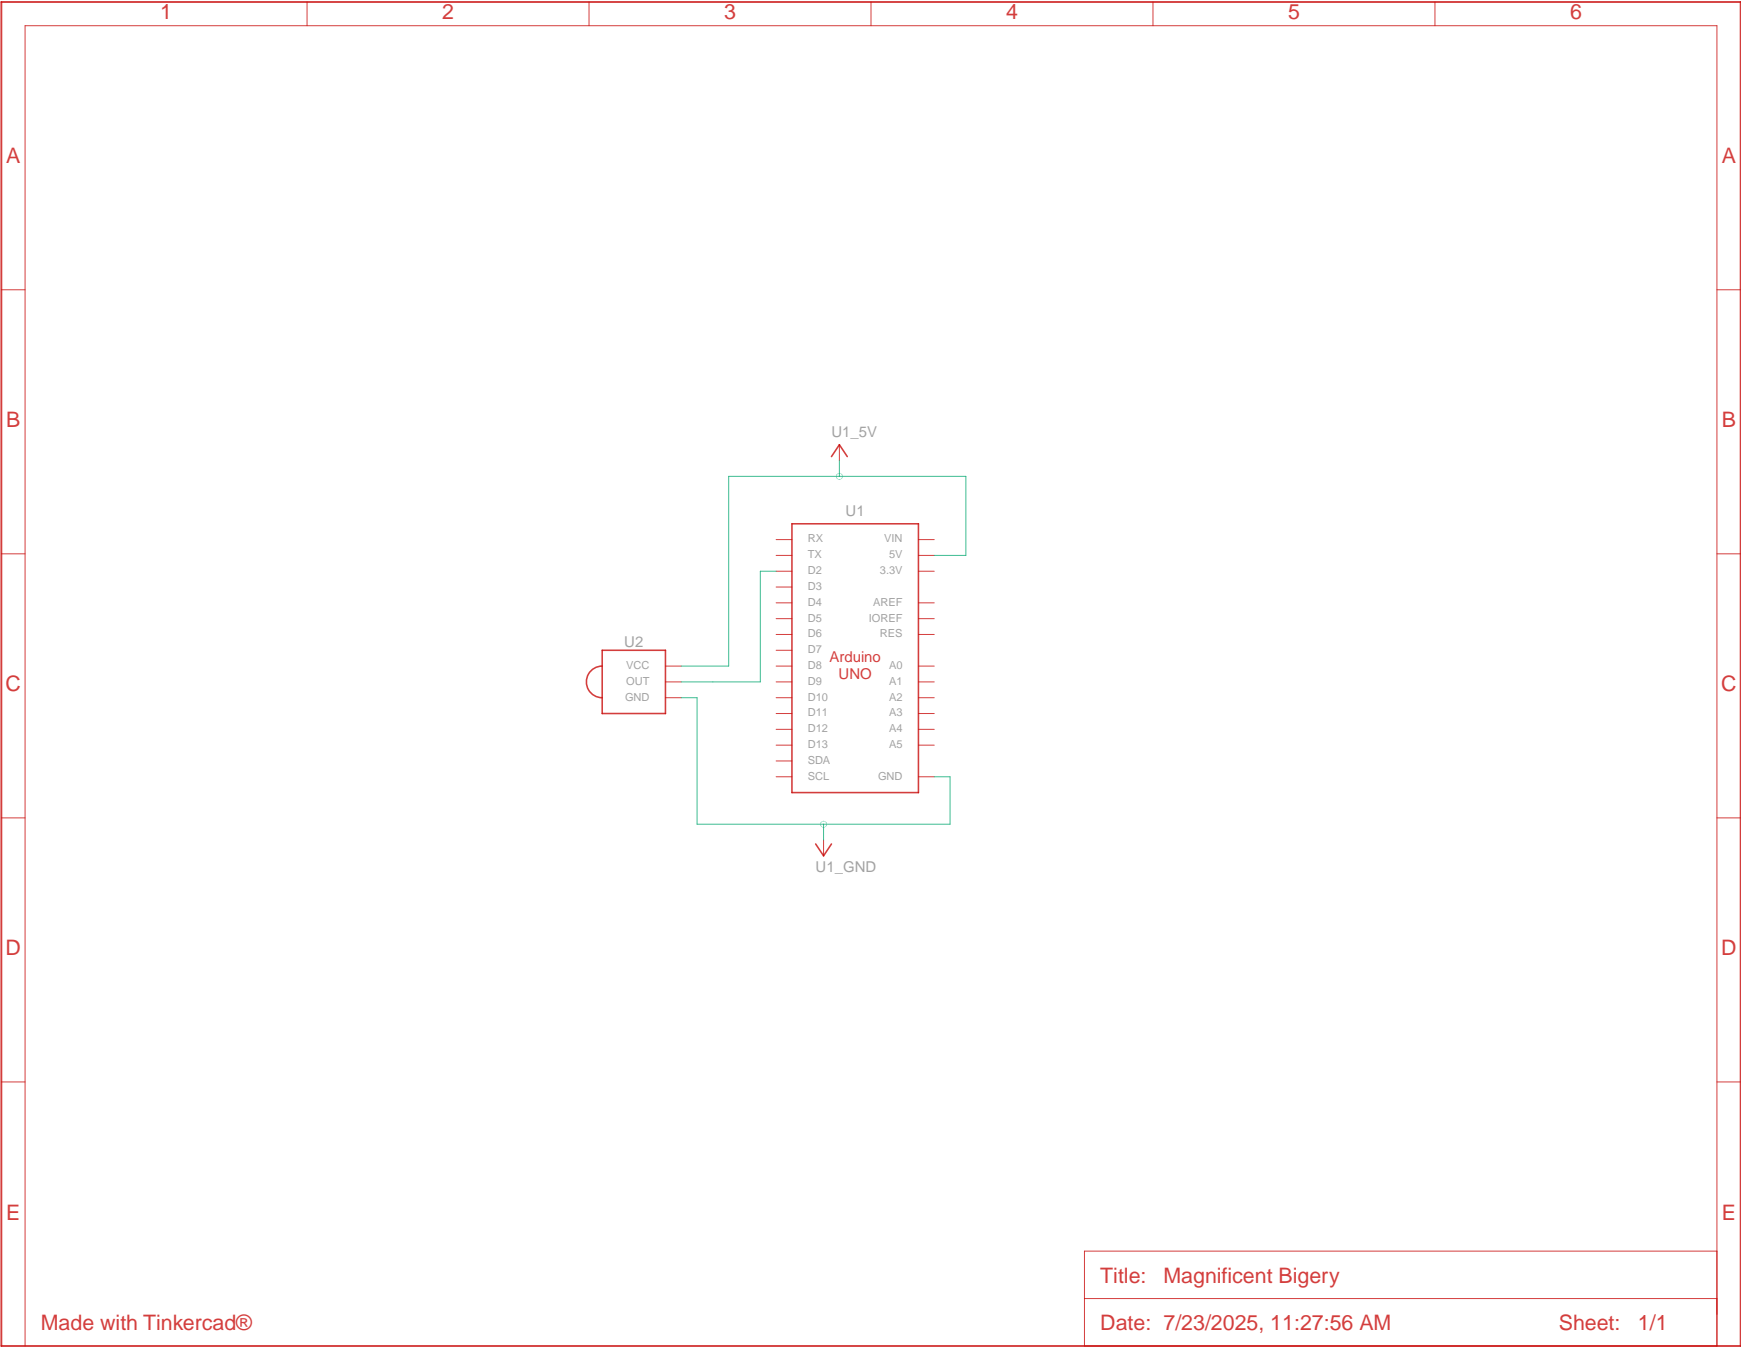 1 2 3 4 5 6
A A
B B
U1_5V
U1
RX VIN
TX 5V
D2 3.3V
D3
D4 AREF
D5 IOREF
D6 RES
D7
Arduino
UNO
D8 A0
D9 A1
D10 A2
D11 A3
D12 A4
D13 A5
SDA
SCL GND
U2
VCC
OUT
GND
C C
U1_GND
D D
E E
Title: Magnificent Bigery
Date: 7/23/2025, 11:27:56 AM Sheet: 1/1
Made with Tinkercad®